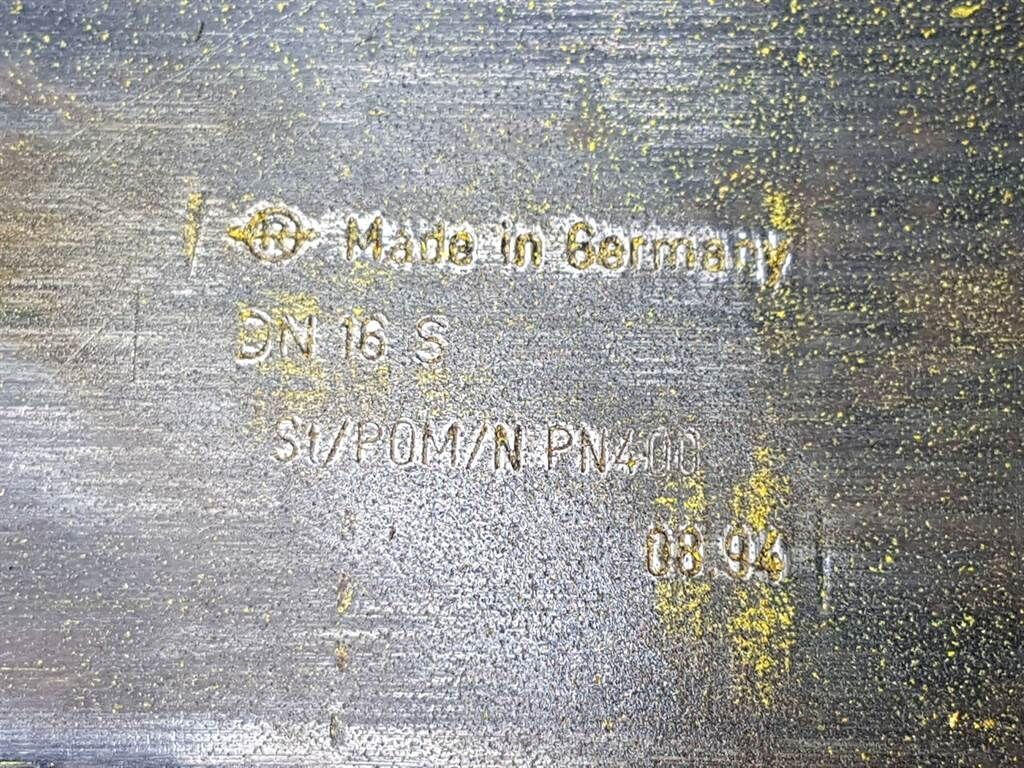 R Made in Germany
DN 16 S
St/POM/N PN400
08 94